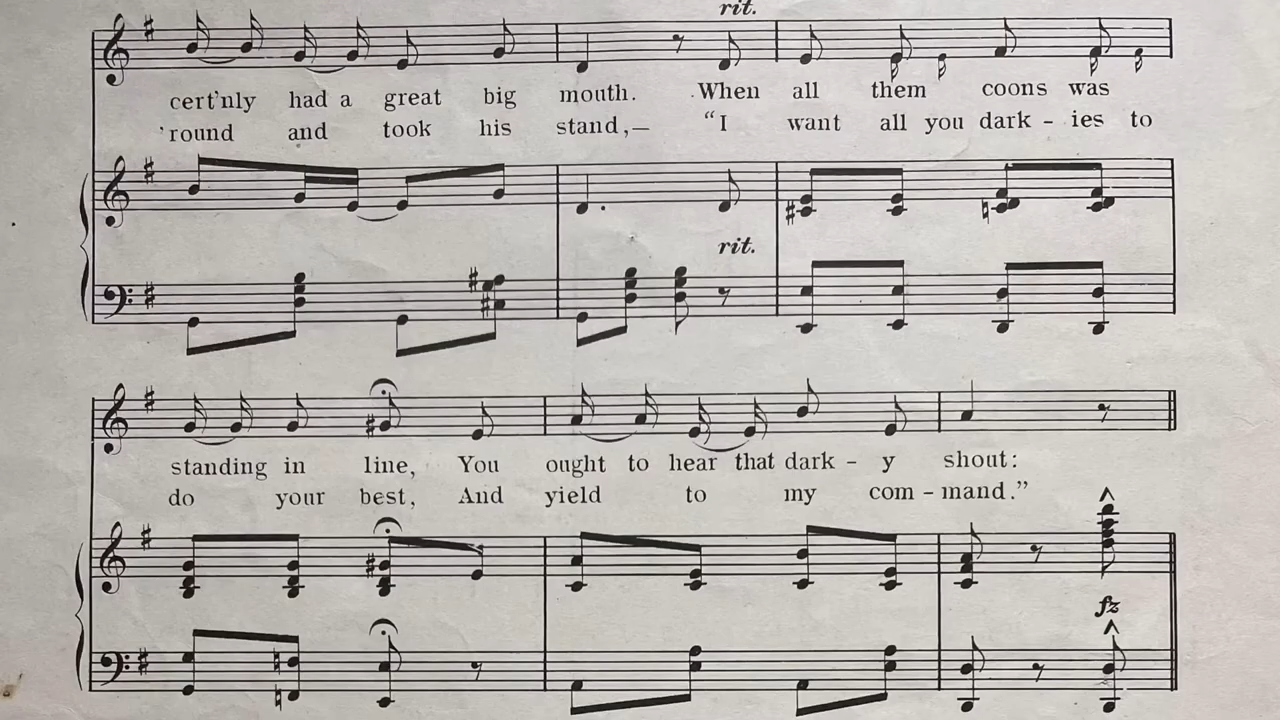 rit.
cert'nly had a great big mouth. When all them coons was
'round and took his stand,— "I want all you dark - ies to
rit.
standing in line, You ought to hear that dark - y shout:
do your best, And yield to my com - mand."
fz